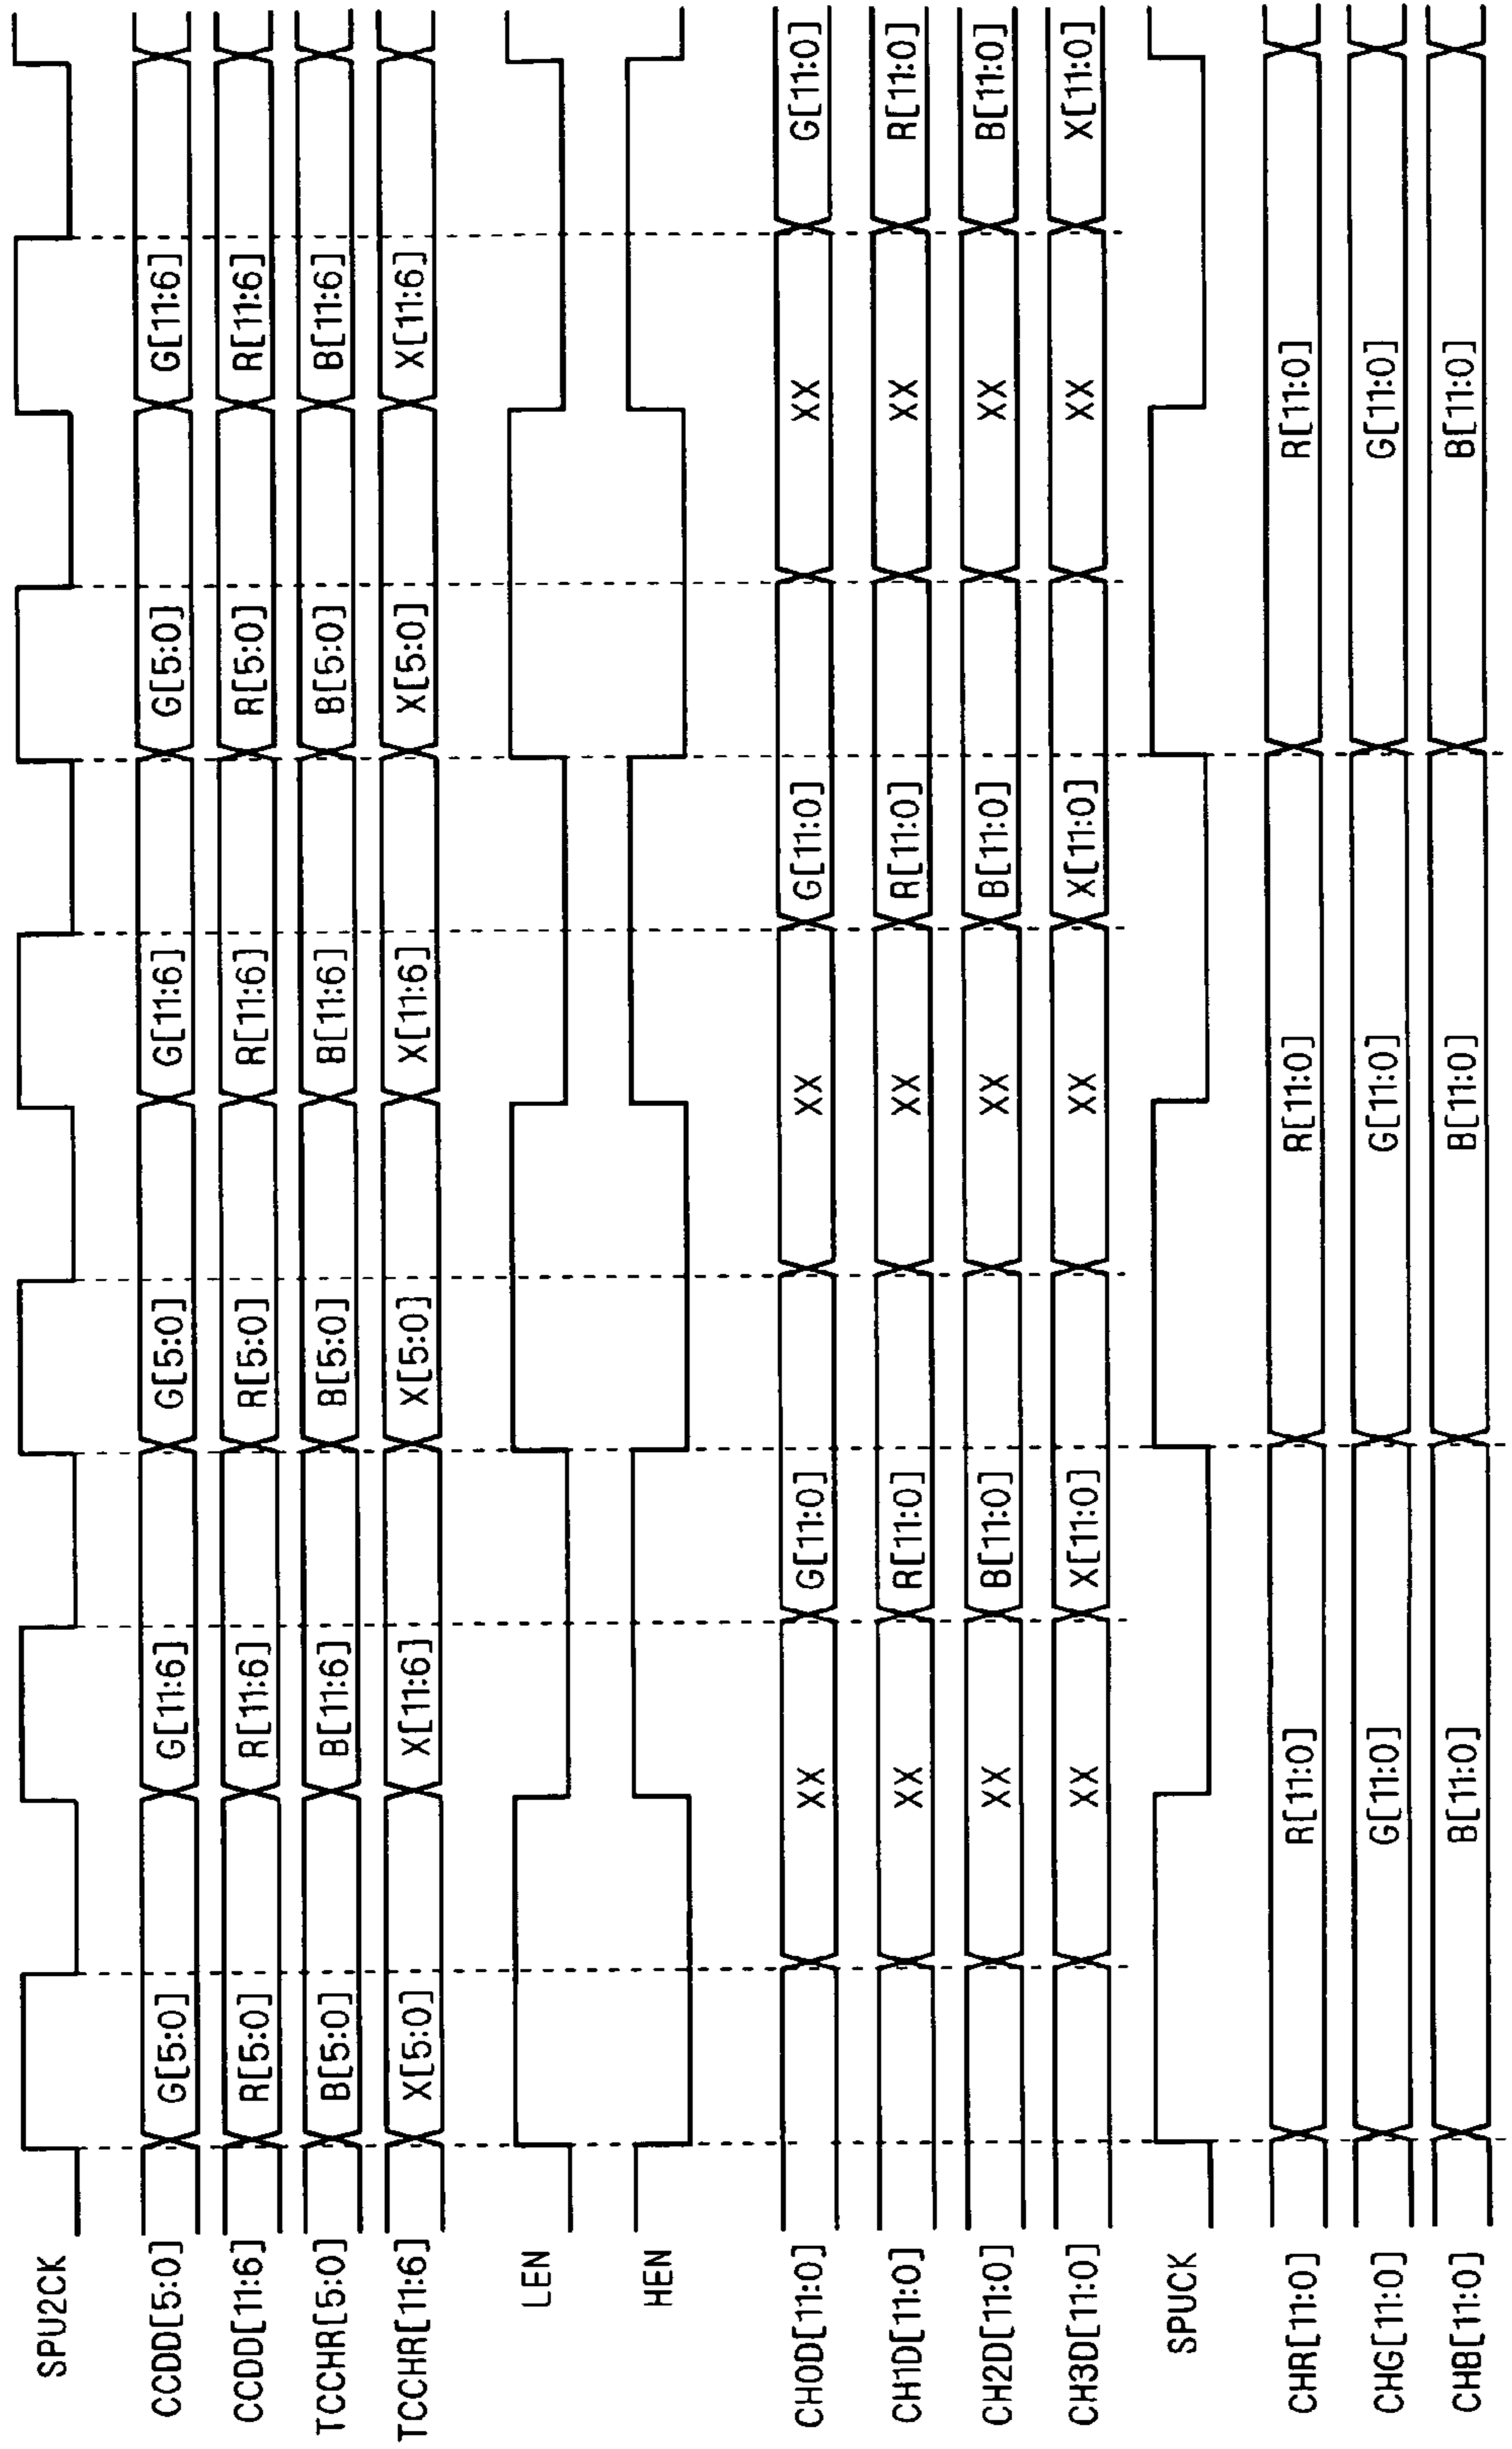 SPU2CK
CCDD[5:0] G[5:0] G[11:6] G[5:0] G[11:6] G[5:0] G[11:6]
CCDD[11:6] R[5:0] R[11:6] R[5:0] R[11:6] R[5:0] R[11:6]
TCCHR[5:0] B[5:0] B[11:6] B[5:0] B[11:6] B[5:0] B[11:6]
TCCHR[11:6] X[5:0] X[11:6] X[5:0] X[11:6] X[5:0] X[11:6]
LEN
HEN
CH0D[11:0] XX G[11:0] XX G[11:0] XX G[11:0]
CH1D[11:0] XX R[11:0] XX R[11:0] XX R[11:0]
CH2D[11:0] XX B[11:0] XX B[11:0] XX B[11:0]
CH3D[11:0] XX X[11:0] XX X[11:0] XX X[11:0]
SPUCK
CHR[11:0] R[11:0] R[11:0] R[11:0]
CHG[11:0] G[11:0] G[11:0] G[11:0]
CHB[11:0] B[11:0] B[11:0] B[11:0]